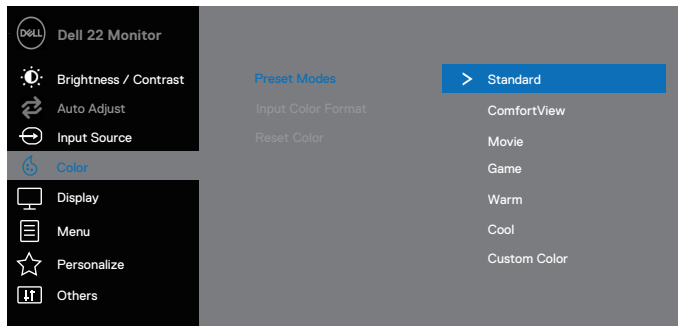 DELL Dell 22 Monitor
Brightness / Contrast
Auto Adjust
Input Source
Color
Display
Menu
Personalize
Others
Preset Modes
Input Color Format
Reset Color
> Standard
ComfortView
Movie
Game
Warm
Cool
Custom Color